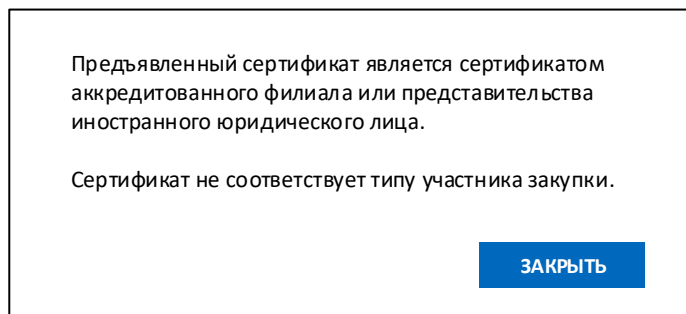 Предъявленный сертификат является сертификатом
аккредитованного филиала или представительства
иностранного юридического лица.
Сертификат не соответствует типу участника закупки.
ЗАКРЫТЬ